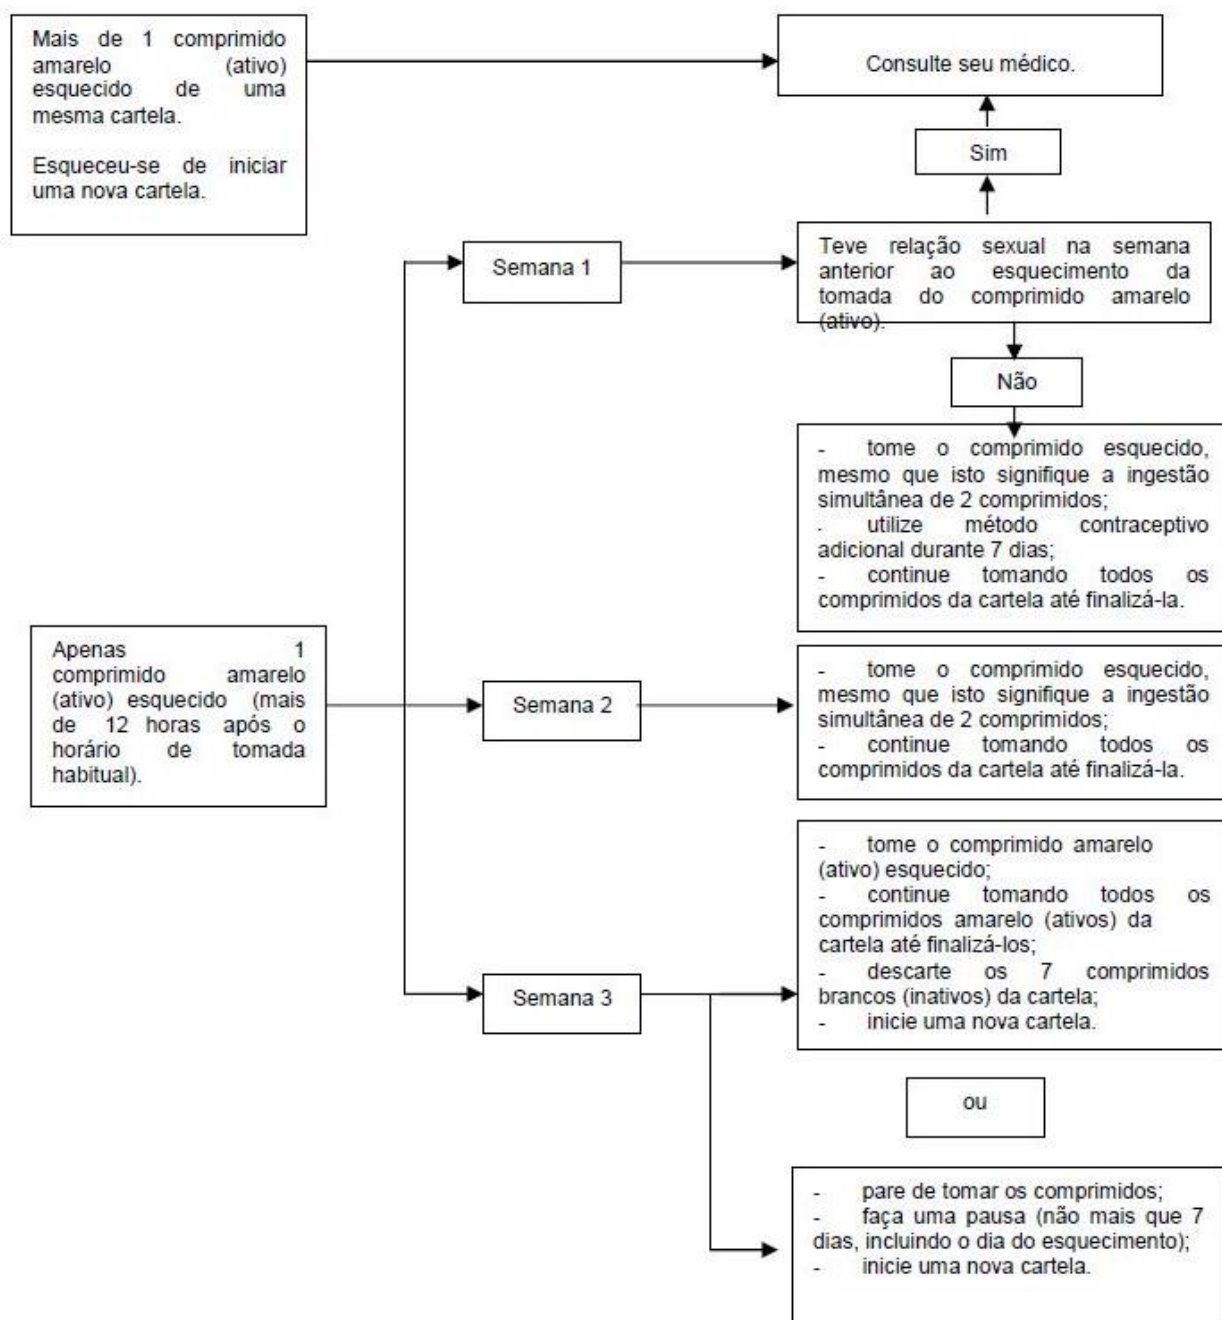 Mais de 1 comprimido
amarelo (ativo)
esquecido de uma
mesma cartela.
Esqueceu-se de iniciar
uma nova cartela.
Consulte seu médico.
Sim
Semana 1
Teve relação sexual na semana
anterior ao esquecimento da
tomada do comprimido amarelo
(ativo).
Não
- tome o comprimido esquecido,
mesmo que isto signifique a ingestão
simultânea de 2 comprimidos;
. utilize método contraceptivo
adicional durante 7 dias;
- continue tomando todos os
comprimidos da cartela até finalizá-la.
Apenas 1
comprimido amarelo
(ativo) esquecido (mais
de 12 horas após o
horário de tomada
habitual).
Semana 2
- tome o comprimido esquecido,
mesmo que isto signifique a ingestão
simultânea de 2 comprimidos;
- continue tomando todos os
comprimidos da cartela até finalizá-la.
Semana 3
- tome o comprimido amarelo
(ativo) esquecido;
- continue tomando todos os
comprimidos amarelo (ativos) da
cartela até finalizá-los;
- descarte os 7 comprimidos
brancos (inativos) da cartela;
- inicie uma nova cartela.
ou
- pare de tomar os comprimidos;
- faça uma pausa (não mais que 7
dias, incluindo o dia do esquecimento);
- inicie uma nova cartela.